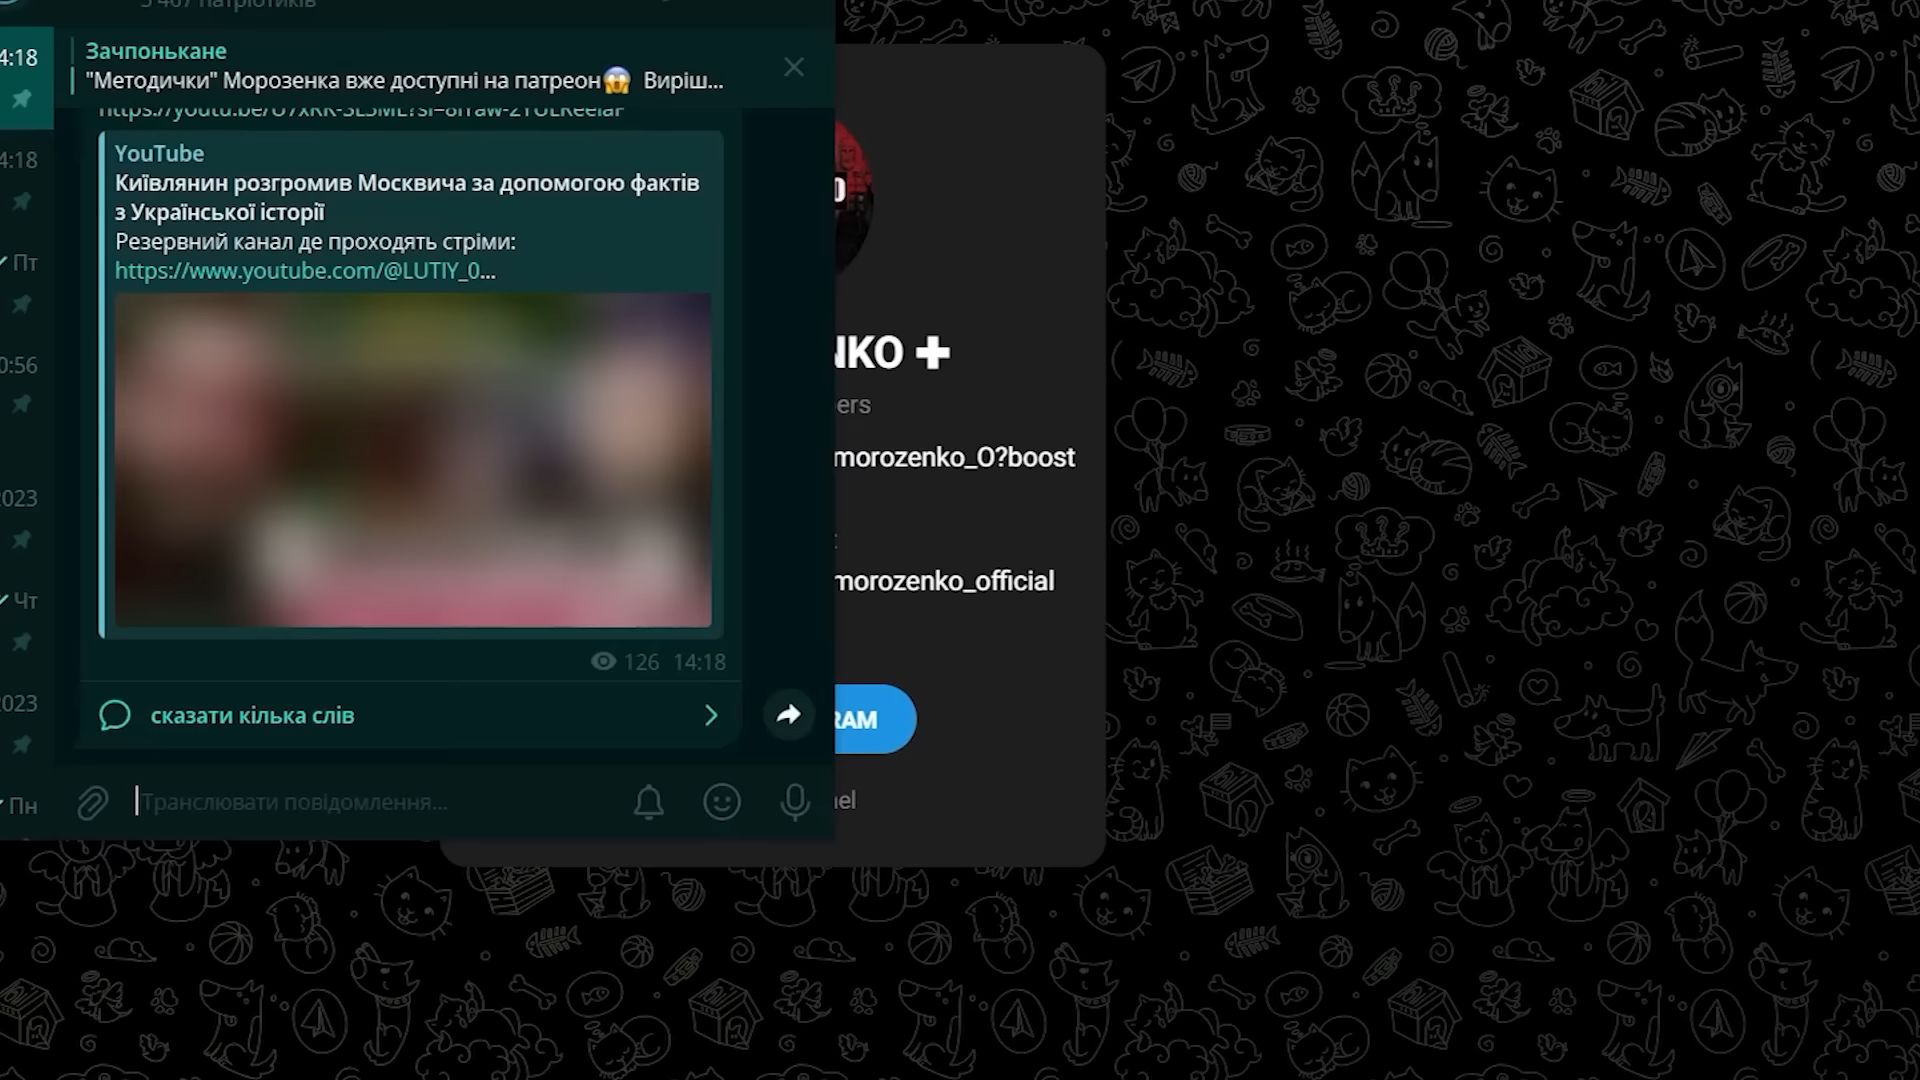 4:18
4:18
Пт
0:56
2023
Чт
2023
Пн
Зачпонькане
"Методички" Морозенка вже доступні на патреон😱 Виріш...
YouTube
Київлянин розгромив Москвича за допомогою фактів
з Української історії
Резервний канал де проходять стріми:
https://www.youtube.com/@LUTIY_0...
126 14:18
сказати кілька слів
Транслювати повідомлення...
NKO
ers
morozenko_O?boost
morozenko_official
RAM
nel